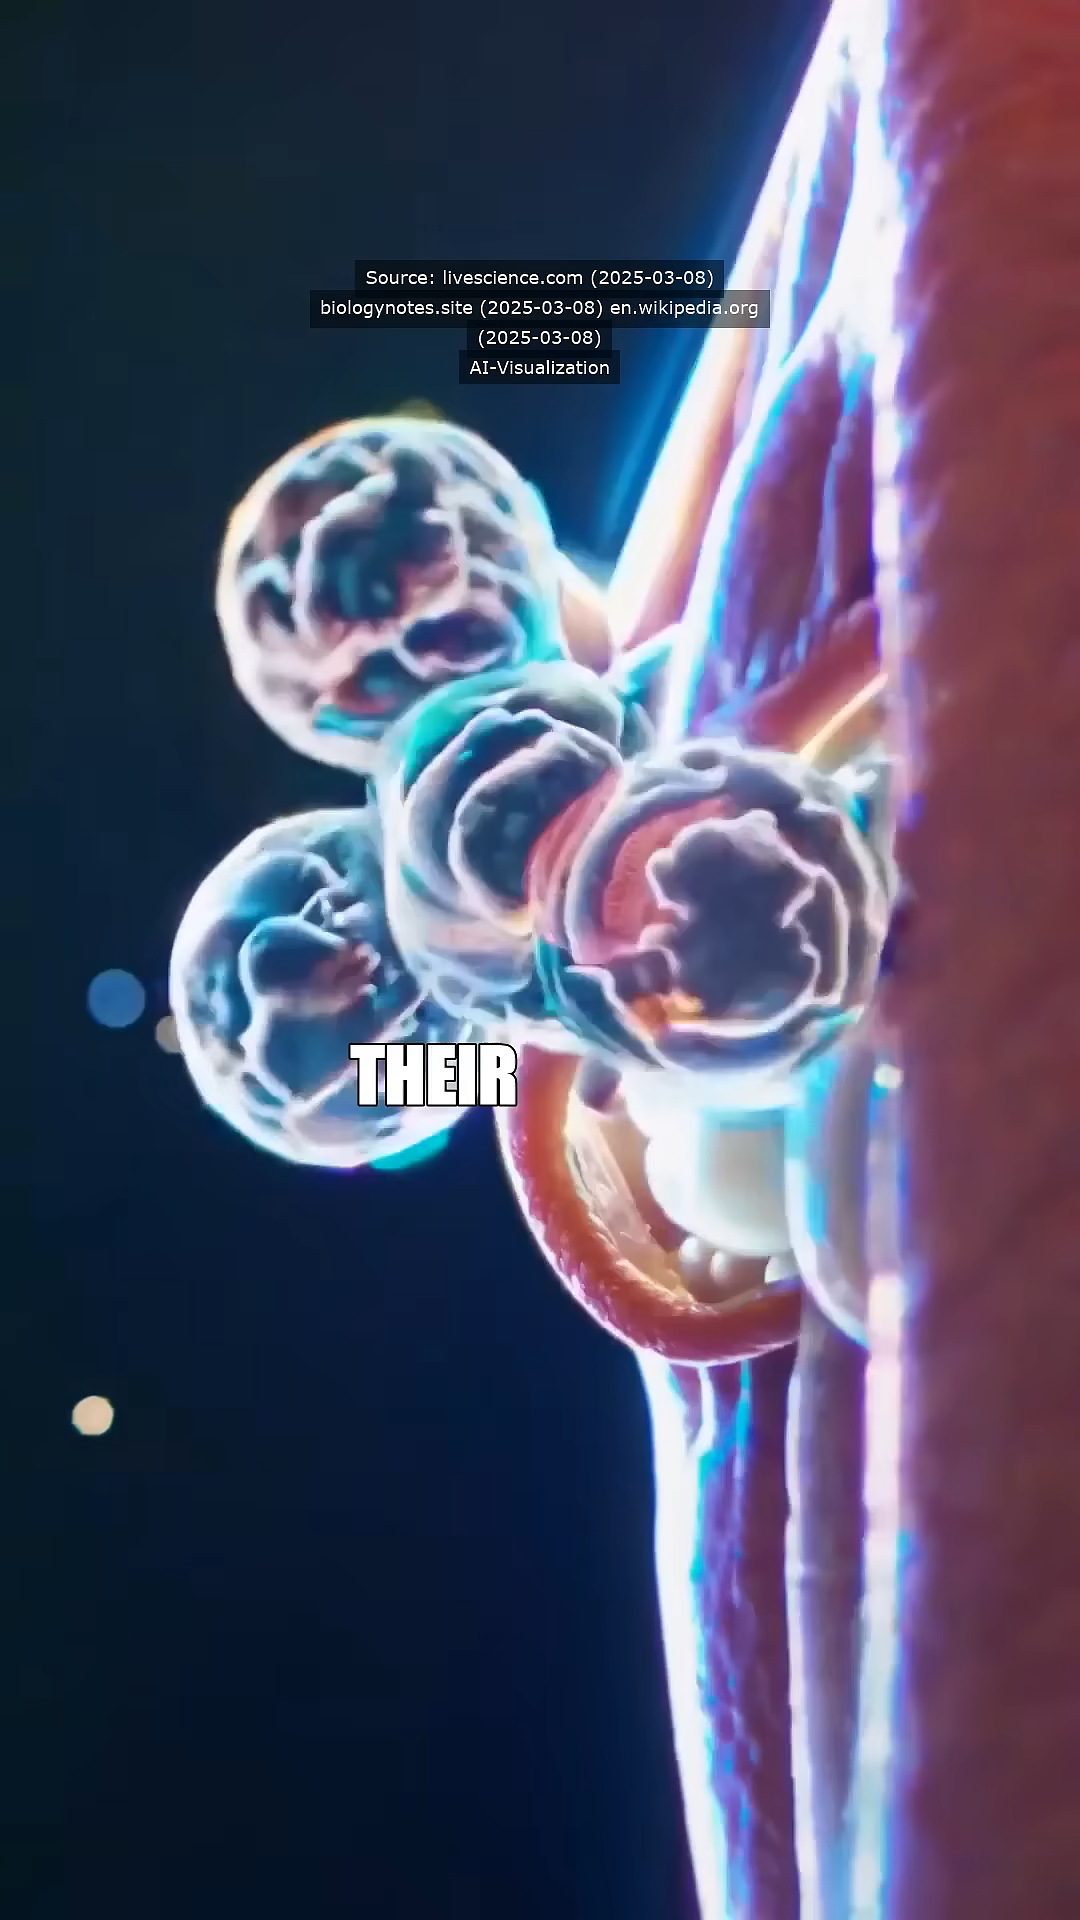 Source: livescience.com (2025-03-08)
biologynotes.site (2025-03-08) en.wikipedia.org
(2025-03-08)
AI-Visualization
THEIR